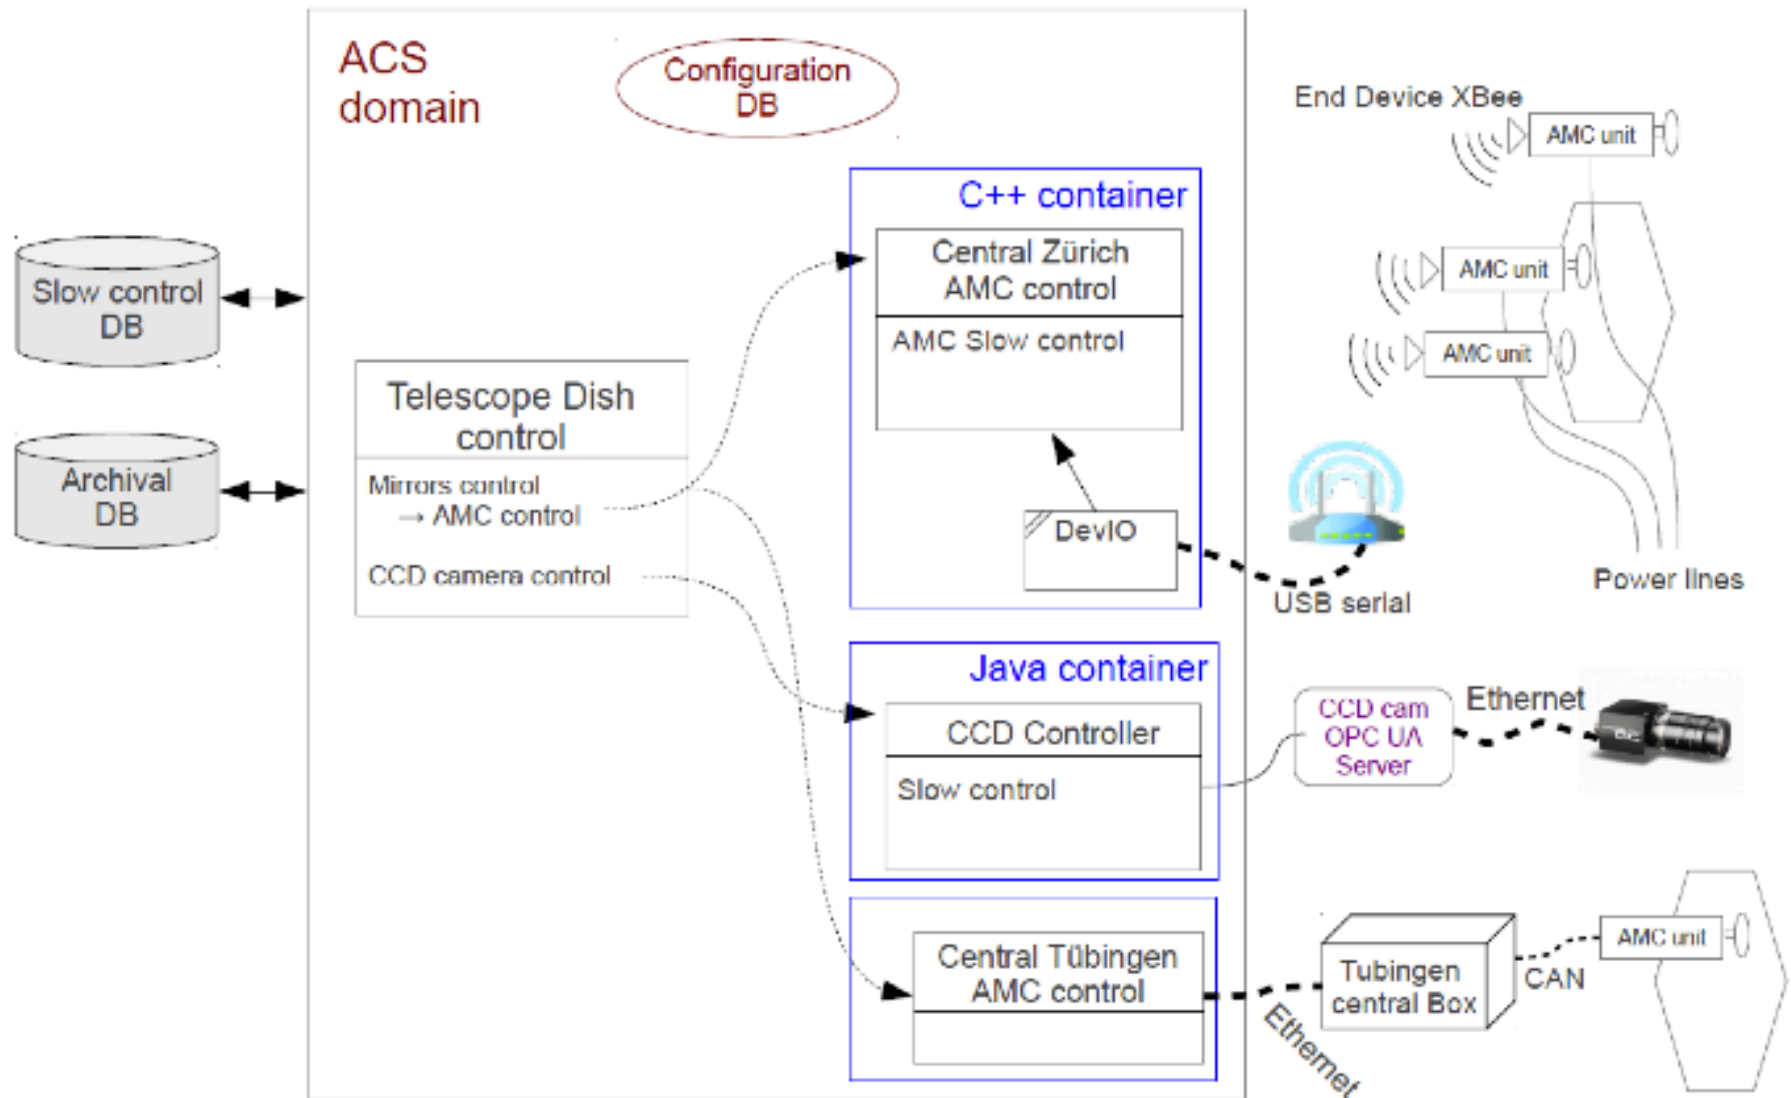 ACS
domain
Configuration
DB
End Device XBee
AMC unit
C++ container
Central Zürich
AMC control
AMC Slow control
AMC unit
AMC unit
Slow control
DB
Telescope Dish
control
Mirrors control
→ AMC control
CCD camera control
Archival
DB
DevIO
USB serial
Power lines
Java container
CCD Controller
Slow control
CCD cam
OPC UA
Server
Ethernet
Central Tübingen
AMC control
Ethernet
Tubingen
central Box
CAN
AMC unit